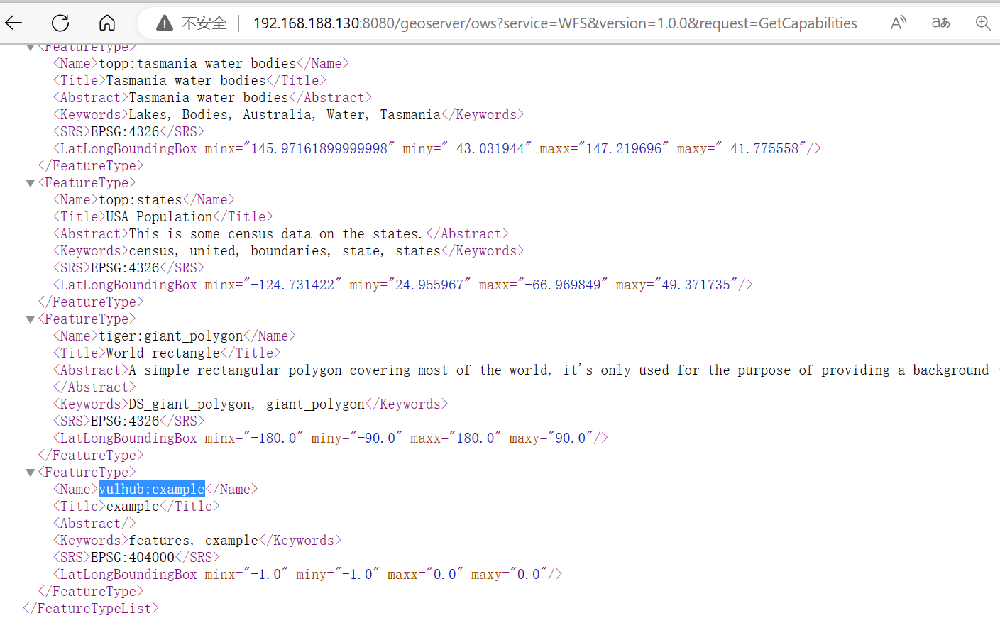 不安全 | 192.168.188.130:8080/geoserver/ows?service=WFS&version=1.0.0&request=GetCapabilities
▼<FeatureType>
<Name>topp:tasmania_water_bodies</Name>
<Title>Tasmania water bodies</Title>
<Abstract>Tasmania water bodies</Abstract>
<Keywords>Lakes, Bodies, Australia, Water, Tasmania</Keywords>
<SRS>EPSG:4326</SRS>
<LatLongBoundingBox minx="145.97161899999998" miny="-43.031944" maxx="147.219696" maxy="-41.775558"/>
</FeatureType>
▼<FeatureType>
<Name>topp:states</Name>
<Title>USA Population</Title>
<Abstract>This is some census data on the states.</Abstract>
<Keywords>census, united, boundaries, state, states</Keywords>
<SRS>EPSG:4326</SRS>
<LatLongBoundingBox minx="-124.731422" miny="24.955967" maxx="-66.969849" maxy="49.371735"/>
</FeatureType>
▼<FeatureType>
<Name>tiger:giant_polygon</Name>
<Title>World rectangle</Title>
<Abstract>A simple rectangular polygon covering most of the world, it's only used for the purpose of providing a background
</Abstract>
<Keywords>DS_giant_polygon, giant_polygon</Keywords>
<SRS>EPSG:4326</SRS>
<LatLongBoundingBox minx="-180.0" miny="-90.0" maxx="180.0" maxy="90.0"/>
</FeatureType>
▼<FeatureType>
<Name>vulhub:example</Name>
<Title>example</Title>
<Abstract/>
<Keywords>features, example</Keywords>
<SRS>EPSG:404000</SRS>
<LatLongBoundingBox minx="-1.0" miny="-1.0" maxx="0.0" maxy="0.0"/>
</FeatureType>
</FeatureTypeList>